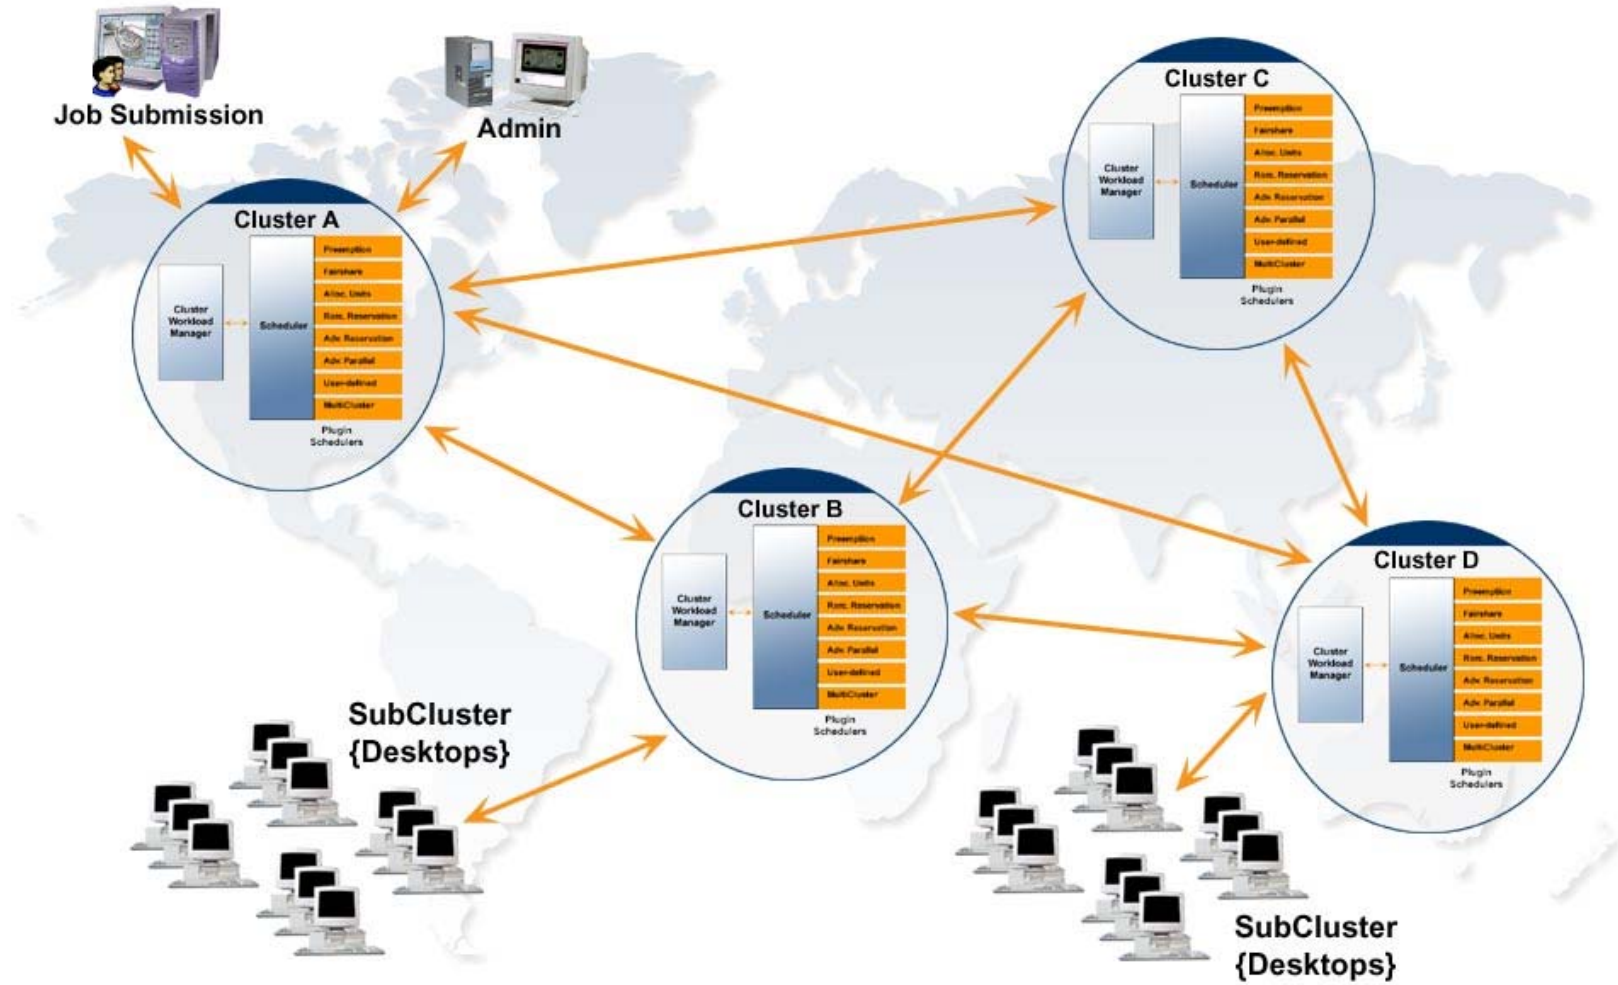 Job Submission
Admin
Cluster A
Cluster
Workload
Manager
Scheduler
Preemption
Fairshare
Alloc. Units
Rsrc. Reservation
Adv. Reservation
Adv. Parallel
User-defined
MultiCluster
Plugin
Schedulers
Cluster C
Cluster
Workload
Manager
Scheduler
Preemption
Fairshare
Alloc. Units
Rsrc. Reservation
Adv. Reservation
Adv. Parallel
User-defined
MultiCluster
Plugin
Schedulers
Cluster B
Cluster
Workload
Manager
Scheduler
Preemption
Fairshare
Alloc. Units
Rsrc. Reservation
Adv. Reservation
Adv. Parallel
User-defined
MultiCluster
Plugin
Schedulers
Cluster D
Cluster
Workload
Manager
Scheduler
Preemption
Fairshare
Alloc. Units
Rsrc. Reservation
Adv. Reservation
Adv. Parallel
User-defined
MultiCluster
Plugin
Schedulers
SubCluster
{Desktops}
SubCluster
{Desktops}